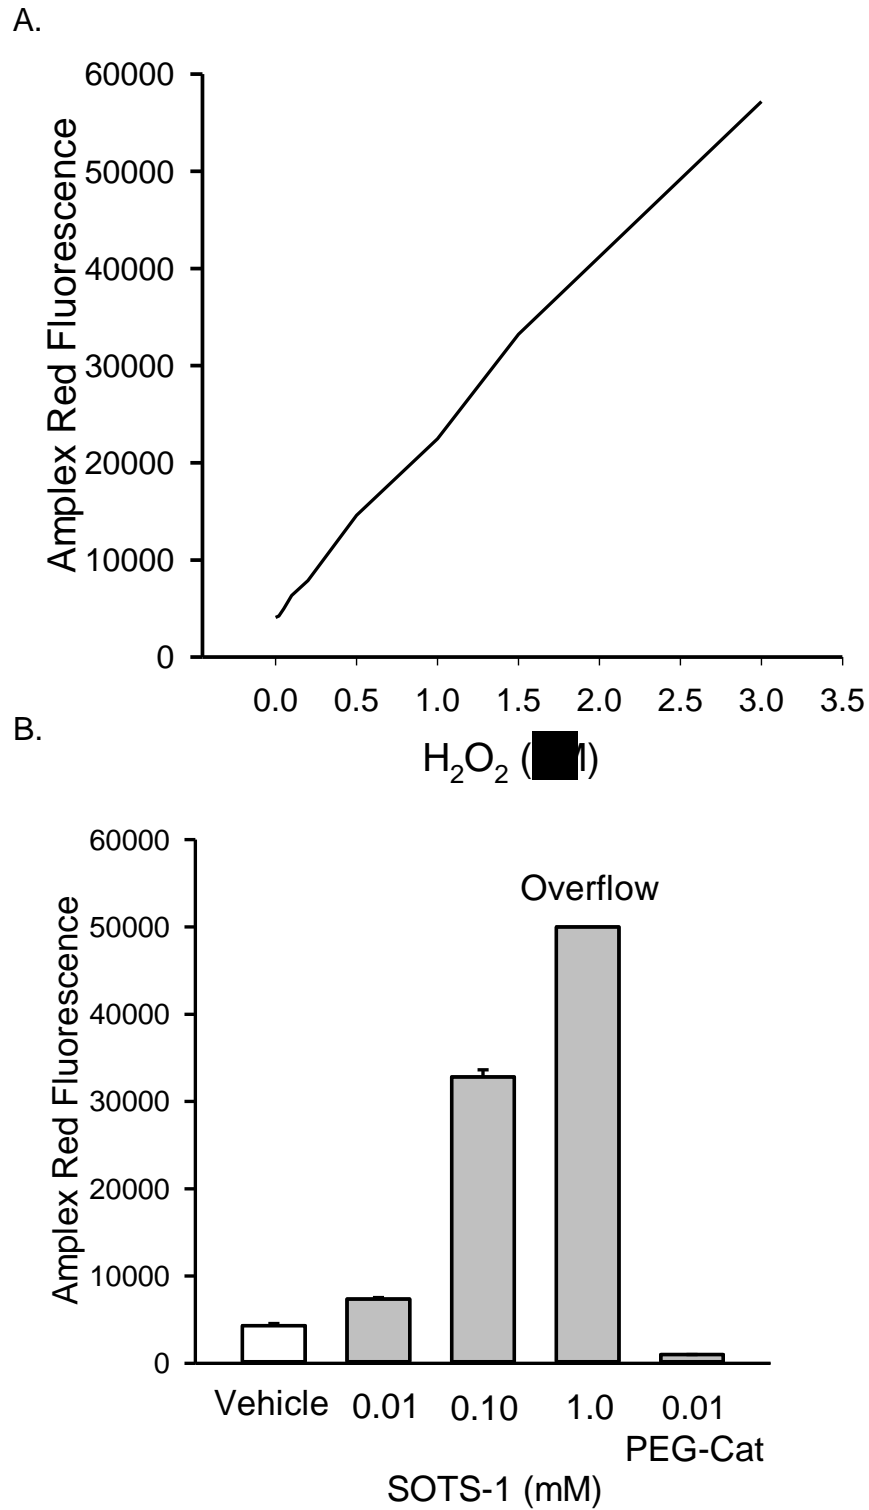 A.
60000
50000
40000
30000
20000
10000
0
Amplex Red Fluorescence
0.0 0.5 1.0 1.5 2.0 2.5 3.0 3.5
H₂O₂ (
B.
60000
50000
40000
30000
20000
10000
0
Amplex Red Fluorescence
Overflow
Vehicle 0.01 0.10 1.0 0.01
PEG-Cat
SOTS-1 (mM)